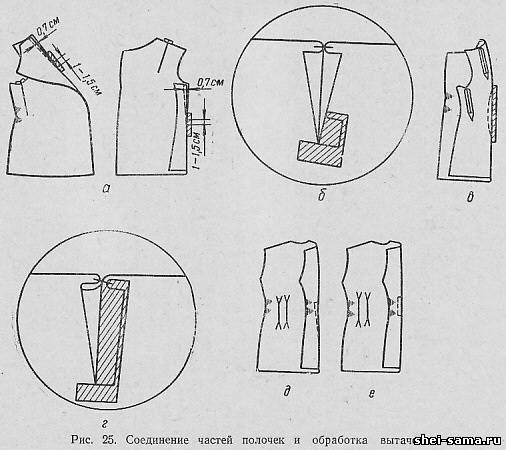 0,7 см
1-1,5 см
0,7 см
1-1,5 см
а
б
в
г
д
е
Рис. 25. Соединение частей полочек и обработка вытачек
shei-sama.ru